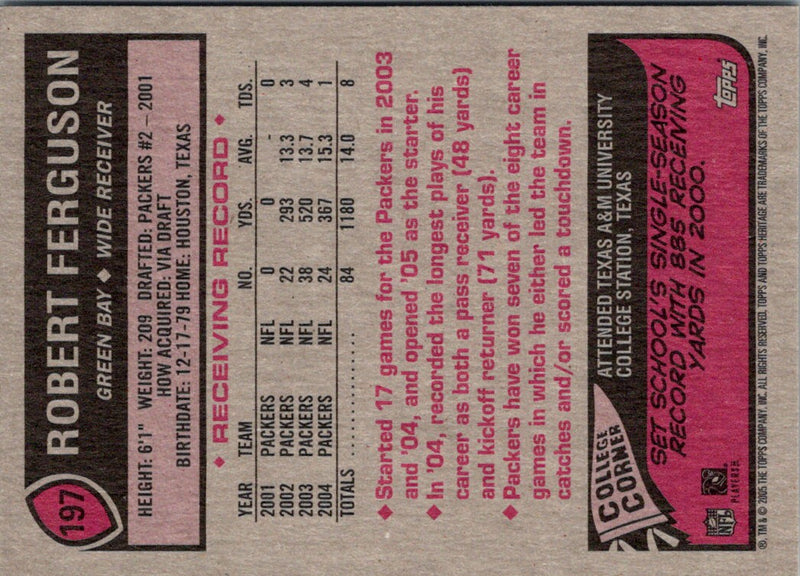 197
ROBERT FERGUSON
GREEN BAY ◆ WIDE RECEIVER
HEIGHT: 6'1" WEIGHT: 209 DRAFTED: PACKERS #2 – 2001
HOW ACQUIRED: VIA DRAFT
BIRTHDATE: 12-17-79 HOME: HOUSTON, TEXAS
◆ RECEIVING RECORD ◆
YEAR TEAM NO. YDS. AVG. TDS.
2001 PACKERS NFL 0 0 - 0
2002 PACKERS NFL 22 293 13.3 3
2003 PACKERS NFL 38 520 13.7 4
2004 PACKERS NFL 24 367 15.3 1
TOTALS 84 1180 14.0 8
◆ Started 17 games for the Packers in 2003
and '04, and opened '05 as the starter.
◆ In '04, recorded the longest plays of his
career as both a pass receiver (48 yards)
and kickoff returner (71 yards).
◆ Packers have won seven of the eight career
games in which he either led the team in
catches and/or scored a touchdown.
COLLEGE
CORNER
ATTENDED TEXAS A&M UNIVERSITY
COLLEGE STATION, TEXAS
SET SCHOOL'S SINGLE-SEASON
RECORD WITH 885 RECEIVING
YARDS IN 2000.
NFL
PLAYERS
topps
®, TM & © 2005 THE TOPPS COMPANY, INC. ALL RIGHTS RESERVED. TOPPS AND TOPPS HERITAGE ARE TRADEMARKS OF THE TOPPS COMPANY, INC.